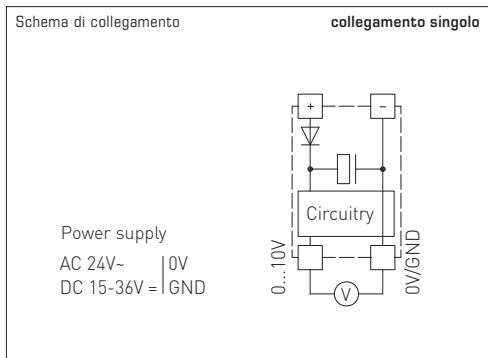 Schema di collegamento
collegamento singolo
+
−
Circuitry
Power supply
AC 24V~ | 0V
DC 15-36V = | GND
0...10V
0V/GND
V